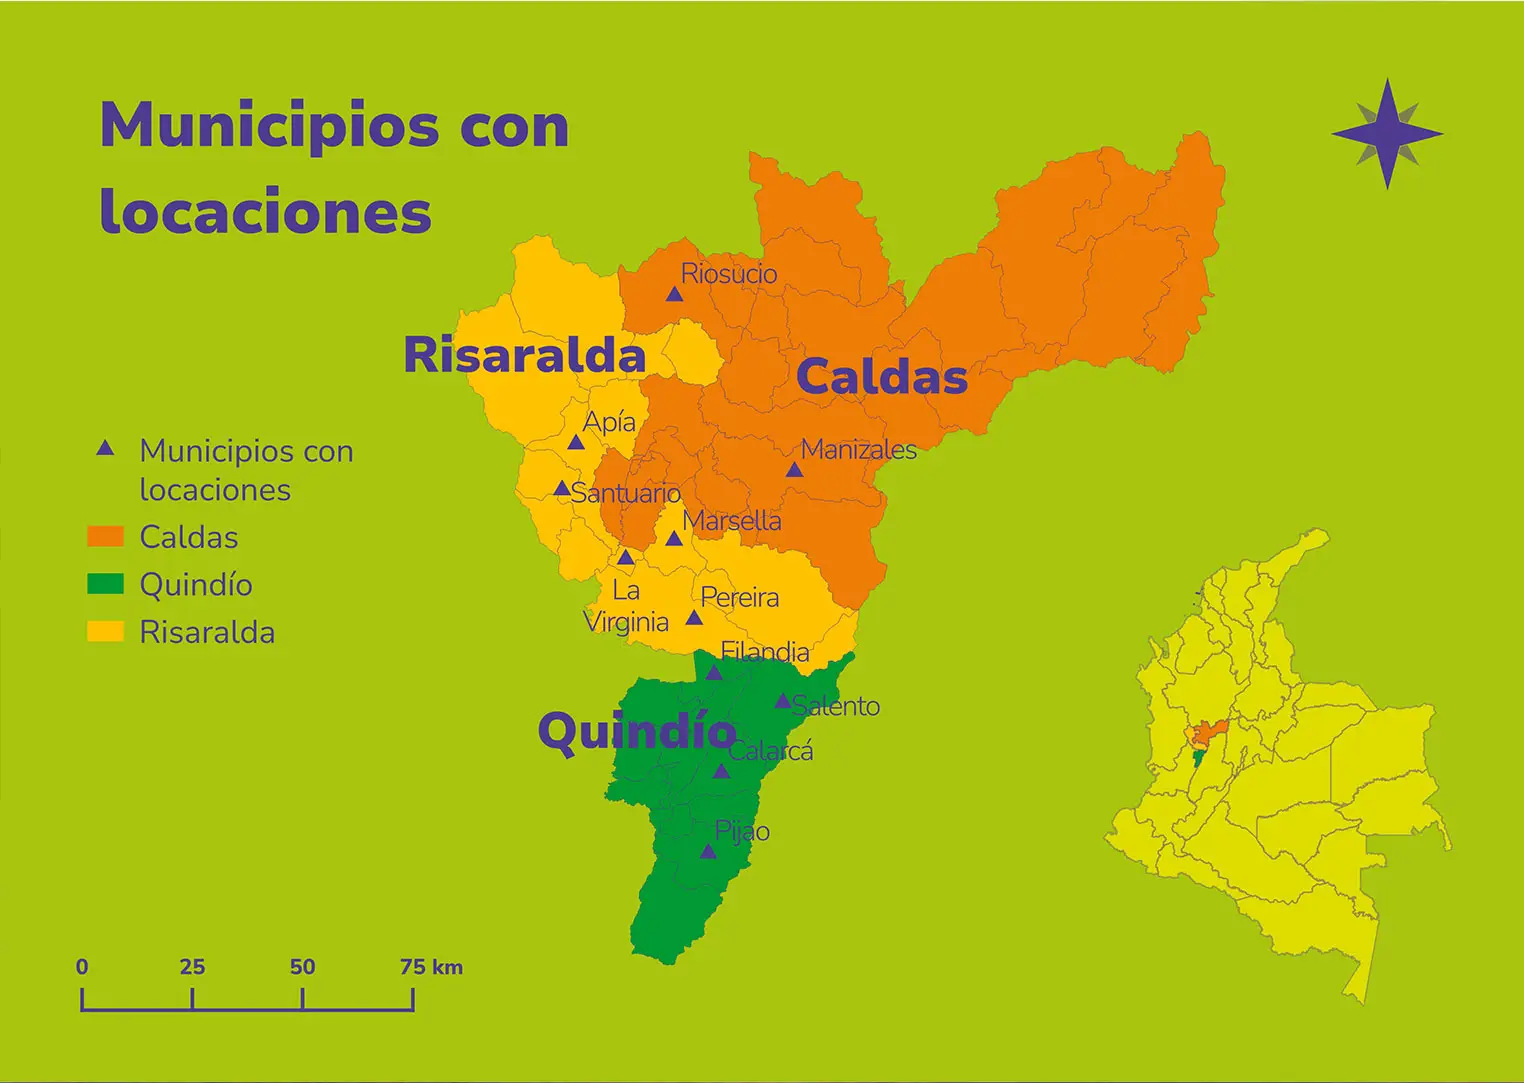 Municipios con
locaciones
Riosucio
Risaralda
Caldas
Apía
Manizales
Santuario
Marsella
La
Virginia
Pereira
Filandia
Salento
Quindío
Calarcá
Pijao
Municipios con
locaciones
Caldas
Quindío
Risaralda
0 25 50 75 km